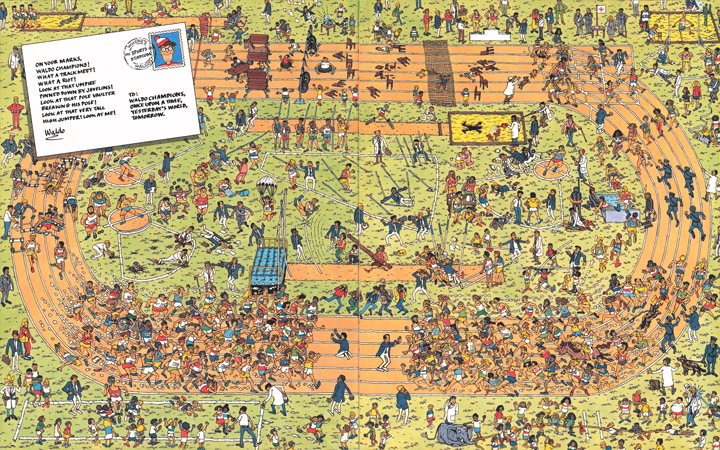 ON YOUR MARKS,
WALDO CHAMPIONS!
WHAT A TRACK MEET!
WHAT A RIOT!
LOOK AT THAT UMPIRE
PINNED DOWN BY JAVELINS!
LOOK AT THAT POLE VAULTER
BREAKING HIS POLE!
LOOK AT THAT VERY TALL
HIGH JUMPER! LOOK AT ME!
Waldo
SPORTS
STADIUM
TO:
WALDO CHAMPIONS,
ONCE UPON A TIME,
YESTERDAY'S WORLD,
TOMORROW.